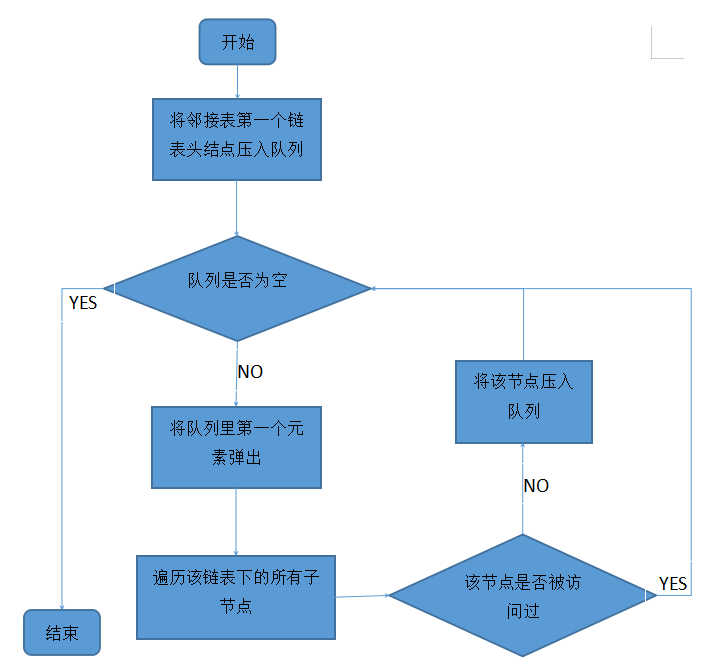 开始
将邻接表第一个链
表头结点压入队列
队列是否为空
YES
NO
将队列里第一个元
素弹出
遍历该链表下的所有子
节点
该节点是否被访
问过
YES
NO
将该节点压入
队列
结束